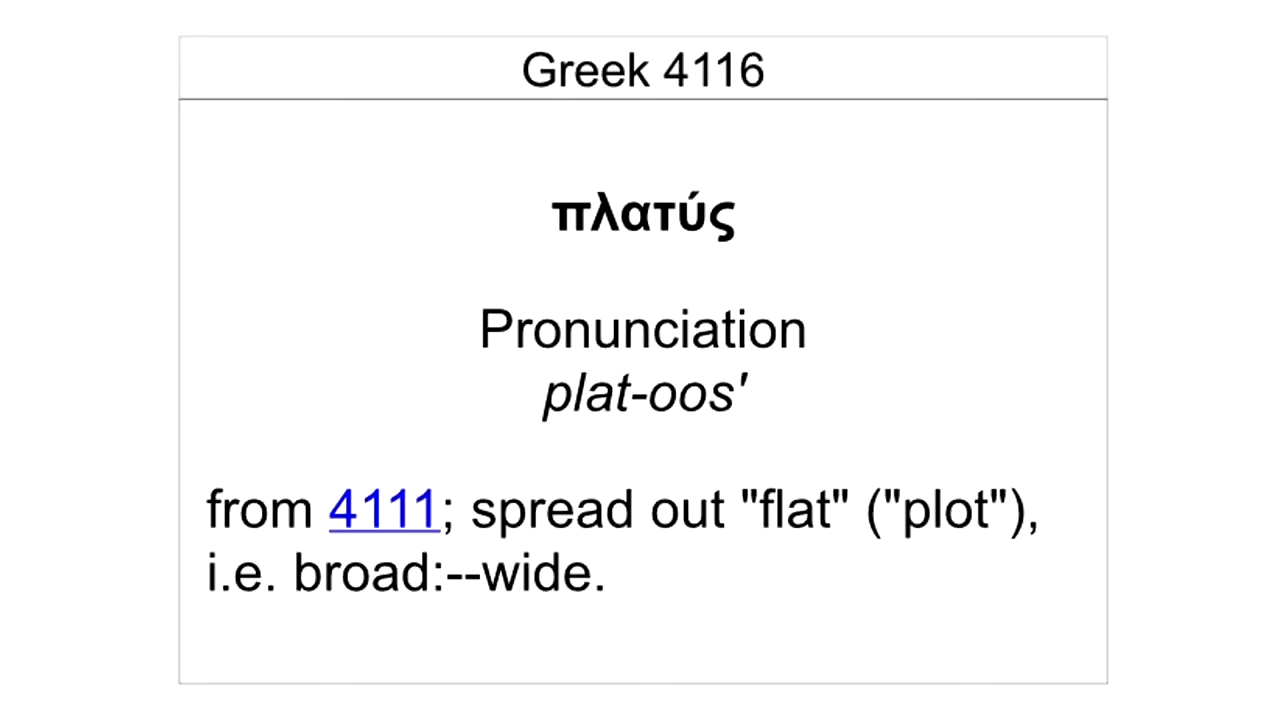 Greek 4116
πλατύς
Pronunciation
plat-oos'
from 4111; spread out "flat" ("plot"),
i.e. broad:--wide.